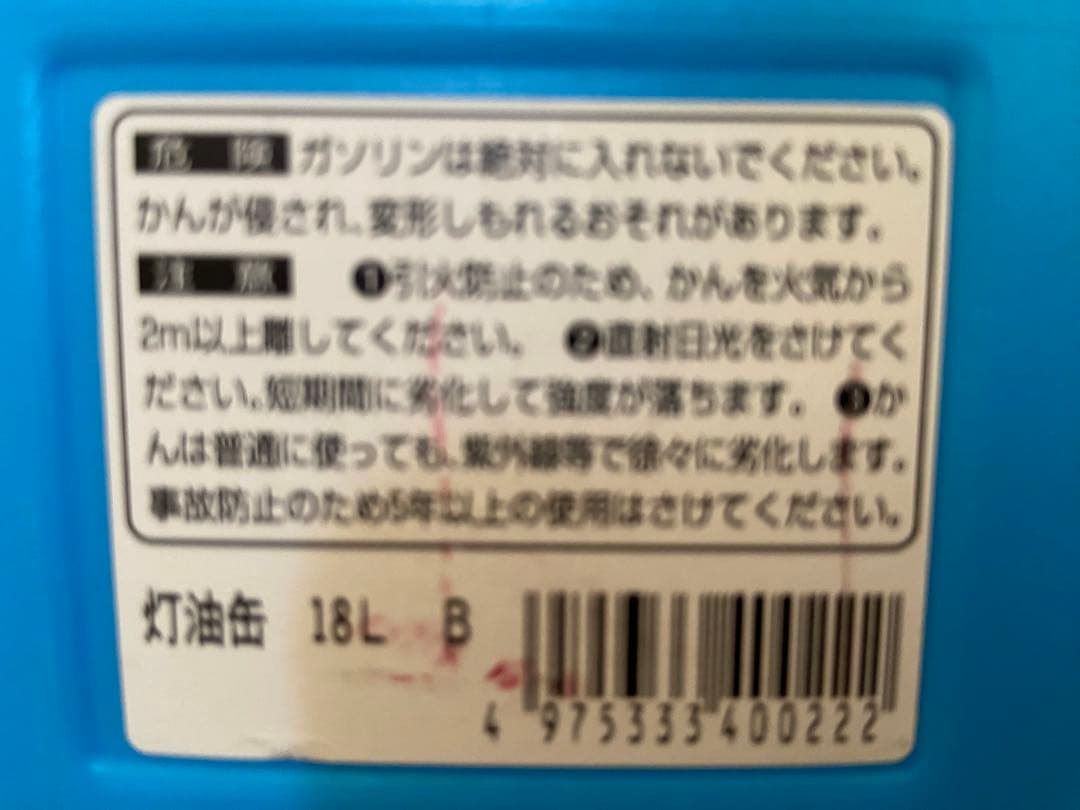 危 険 ガソリンは絶対に入れないでください。
かんが侵され、変形しもれるおそれがあります。
注 意 ❶引火防止のため、かんを火気から
2m以上離してください。 ❷直射日光をさけてく
ださい。短期間に劣化して強度が落ちます。 ❸か
んは普通に使っても、紫外線等で徐々に劣化します。
事故防止のため5年以上の使用はさけてください。
灯油缶 18L B
4 975333 400222